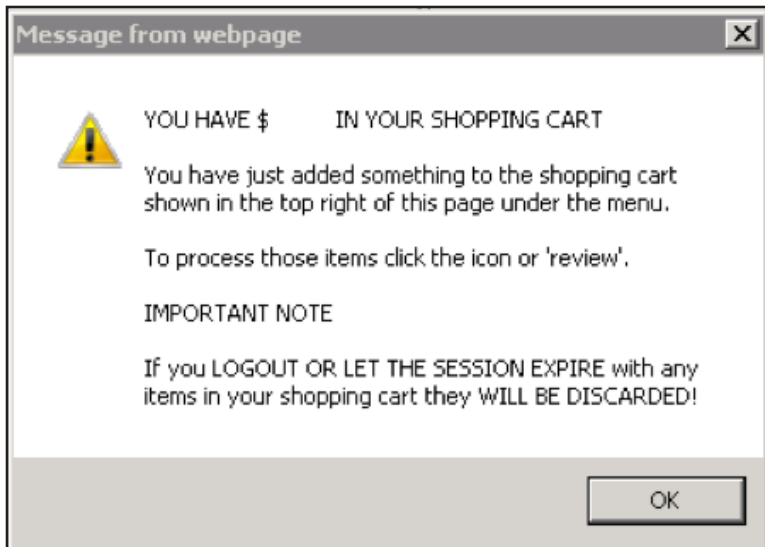 Message from webpage
YOU HAVE $ IN YOUR SHOPPING CART
You have just added something to the shopping cart
shown in the top right of this page under the menu.
To process those items click the icon or 'review'.
IMPORTANT NOTE
If you LOGOUT OR LET THE SESSION EXPIRE with any
items in your shopping cart they WILL BE DISCARDED!
OK